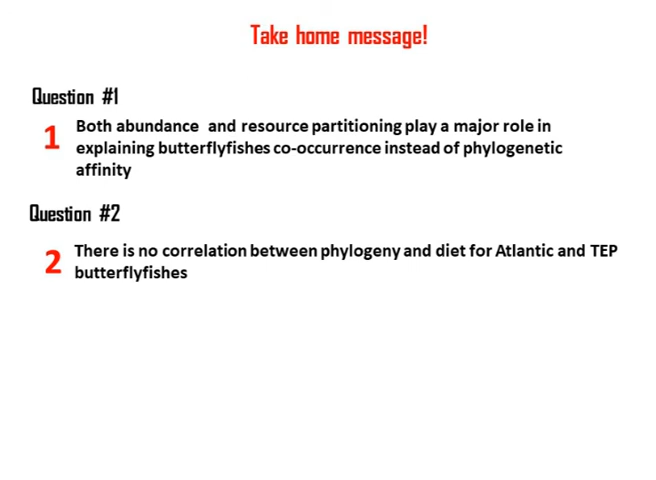 Take home message!
Question #1
1
Both abundance and resource partitioning play a major role in
explaining butterflyfishes co-occurrence instead of phylogenetic
affinity
Question #2
2
There is no correlation between phylogeny and diet for Atlantic and TEP
butterflyfishes